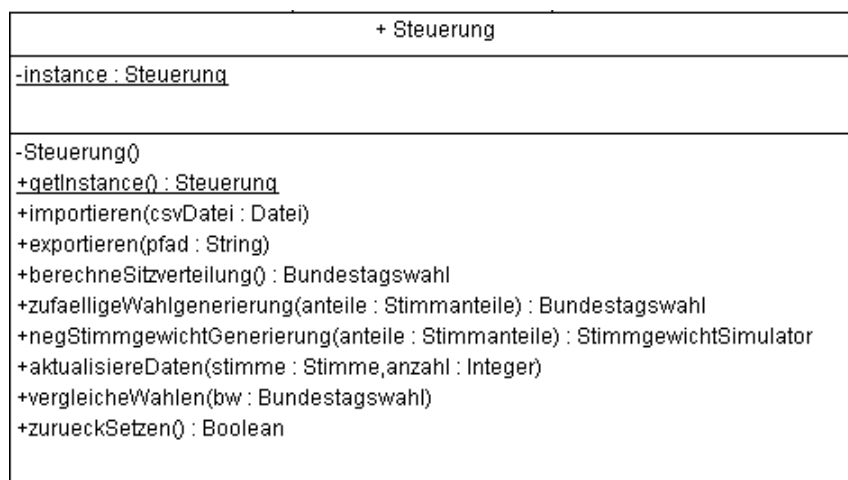 + Steuerung
-instance : Steuerung
-Steuerung()
+getInstance() : Steuerung
+importieren(csvDatei : Datei)
+exportieren(pfad : String)
+berechneSitzverteilung() : Bundestagswahl
+zufaelligeWahlgenerierung(anteile : Stimmanteile) : Bundestagswahl
+negStimmgewichtGenerierung(anteile : Stimmanteile) : StimmgewichtSimulator
+aktualisiereDaten(stimme : Stimme,anzahl : Integer)
+vergleicheWahlen(bw : Bundestagswahl)
+zurueckSetzen() : Boolean